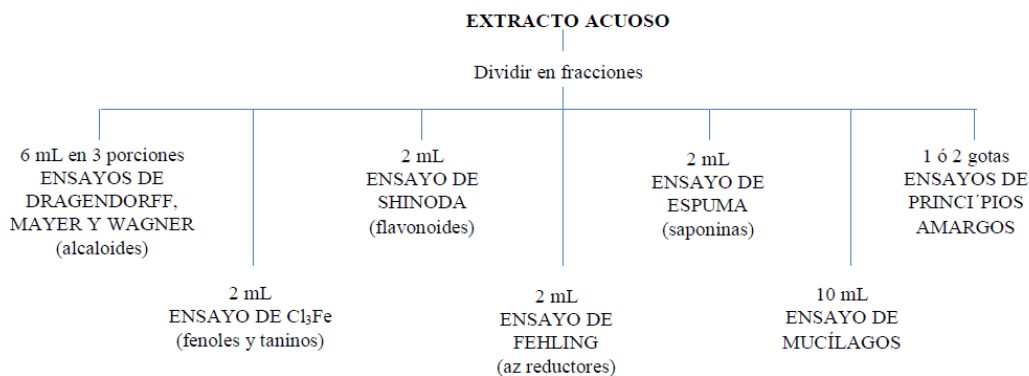 EXTRACTO ACUOSO
Dividir en fracciones
6 mL en 3 porciones
ENSAYOS DE
DRAGENDORFF,
MAYER Y WAGNER
(alcaloides)
2 mL
ENSAYO DE Cl₃Fe
(fenoles y taninos)
2 mL
ENSAYO DE
SHINODA
(flavonoides)
2 mL
ENSAYO DE
FEHLING
(az reductores)
2 mL
ENSAYO DE
ESPUMA
(saponinas)
10 mL
ENSAYO DE
MUCÍLAGOS
1 ó 2 gotas
ENSAYOS DE
PRINCI´PIOS
AMARGOS